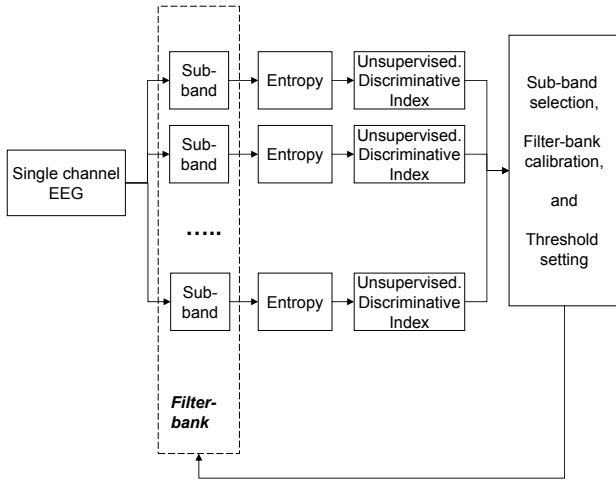 Single channel
EEG
Sub-
band
Entropy
Unsupervised.
Discriminative
Index
Sub-
band
Entropy
Unsupervised.
Discriminative
Index
.....
Sub-
band
Entropy
Unsupervised.
Discriminative
Index
Filter-
bank
Sub-band
selection,
Filter-bank
calibration,
and
Threshold
setting